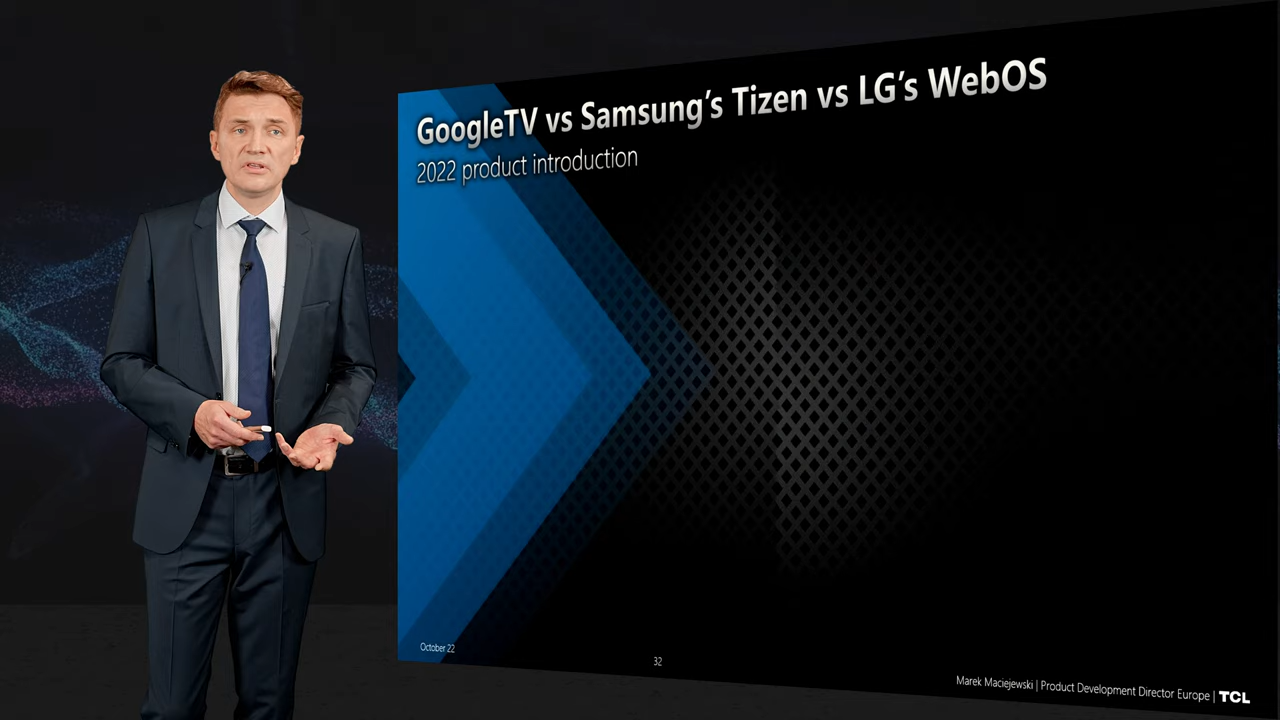 GoogleTV vs Samsung's Tizen vs LG's WebOS
2022 product introduction
October 22
32
Marek Maciejewski | Product Development Director Europe | TCL